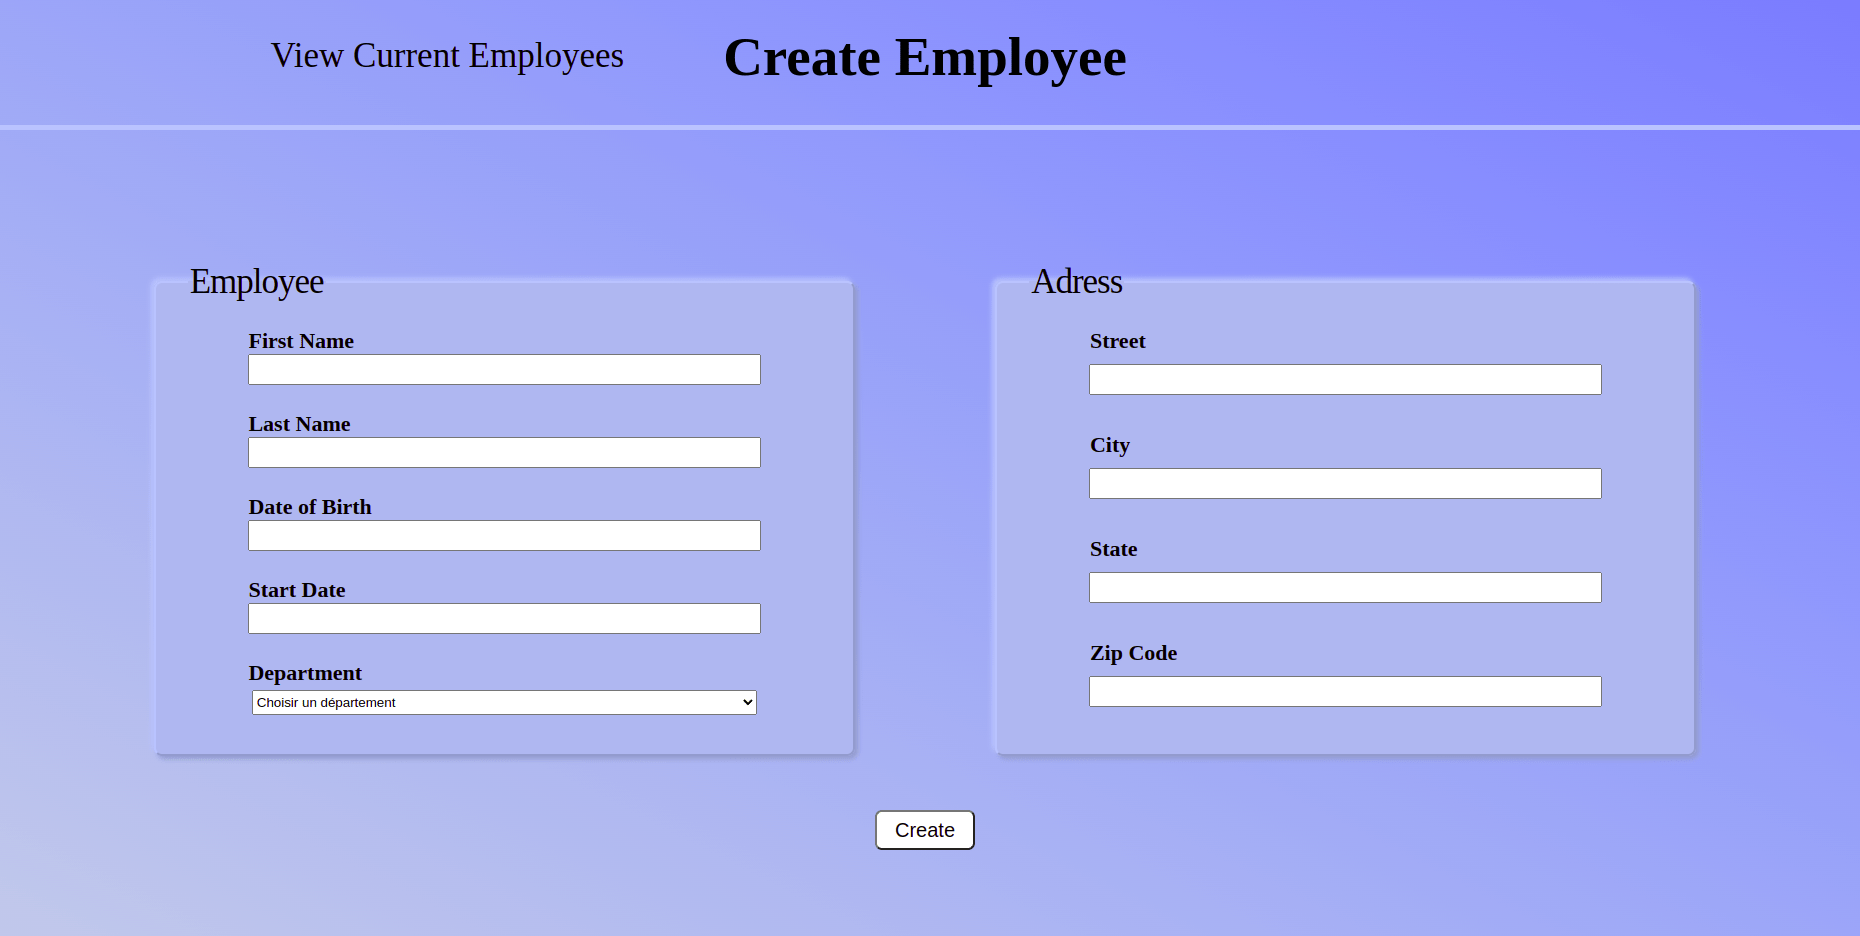 View Current Employees
Create Employee
Employee
First Name
Last Name
Date of Birth
Start Date
Department
Choisir un département
Adress
Street
City
State
Zip Code
Create